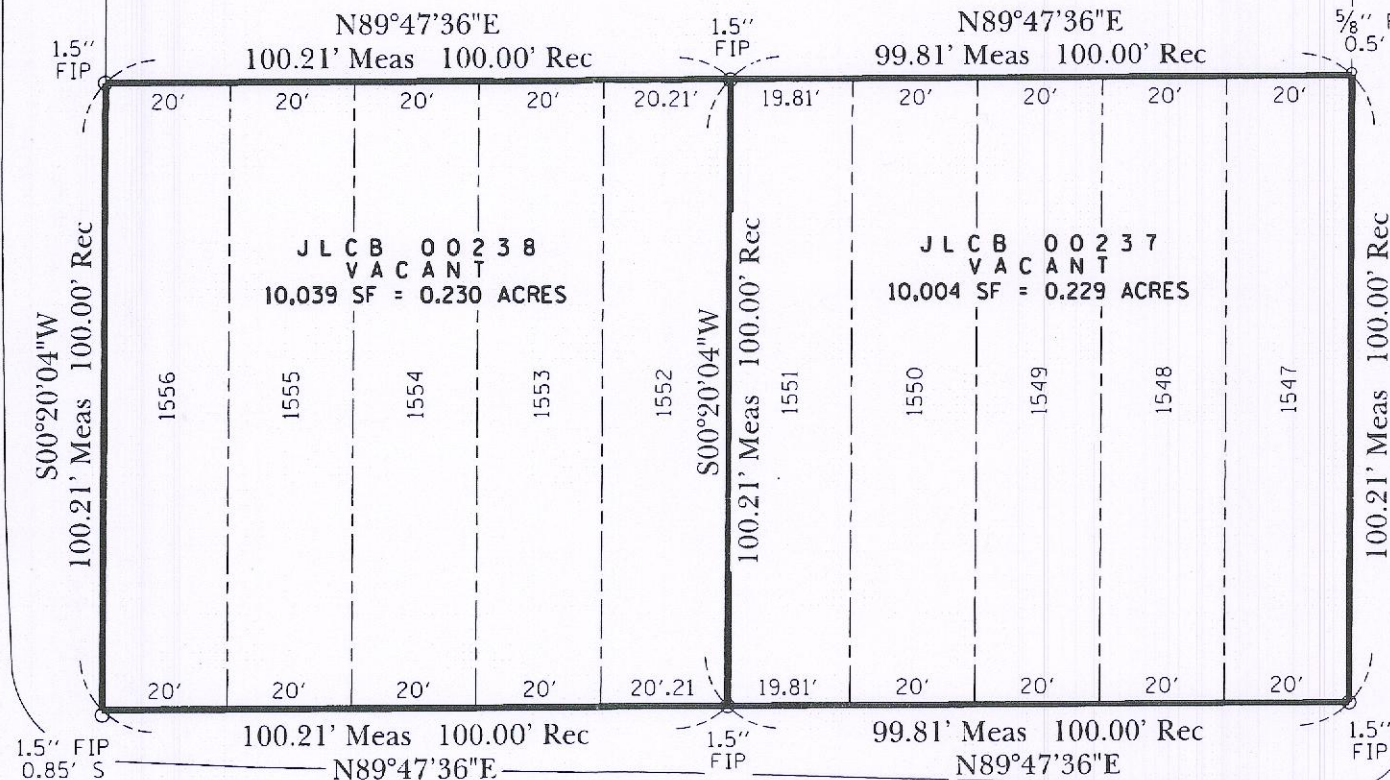 N89°47'36"E
100.21' Meas 100.00' Rec
1.5"
FIP
1.5"
FIP
N89°47'36"E
99.81' Meas 100.00' Rec
5/8"
0.5'
20'
20'
20'
20'
20.21'
19.81'
20'
20'
20'
20'
JLCB 00238
VACANT
10,039 SF = 0.230 ACRES
JLCB 00237
VACANT
10,004 SF = 0.229 ACRES
S00°20'04"W
100.21' Meas 100.00' Rec
1556
1555
1554
1553
1552
S00°20'04"W
100.21' Meas 100.00' Rec
1551
1550
1549
1548
1547
100.21' Meas 100.00' Rec
20'
20'
20'
20'
20'.21
19.81'
20'
20'
20'
20'
1.5" FIP
0.85' S
100.21' Meas 100.00' Rec
N89°47'36"E
1.5"
FIP
99.81' Meas 100.00' Rec
N89°47'36"E
1.5"
FIP